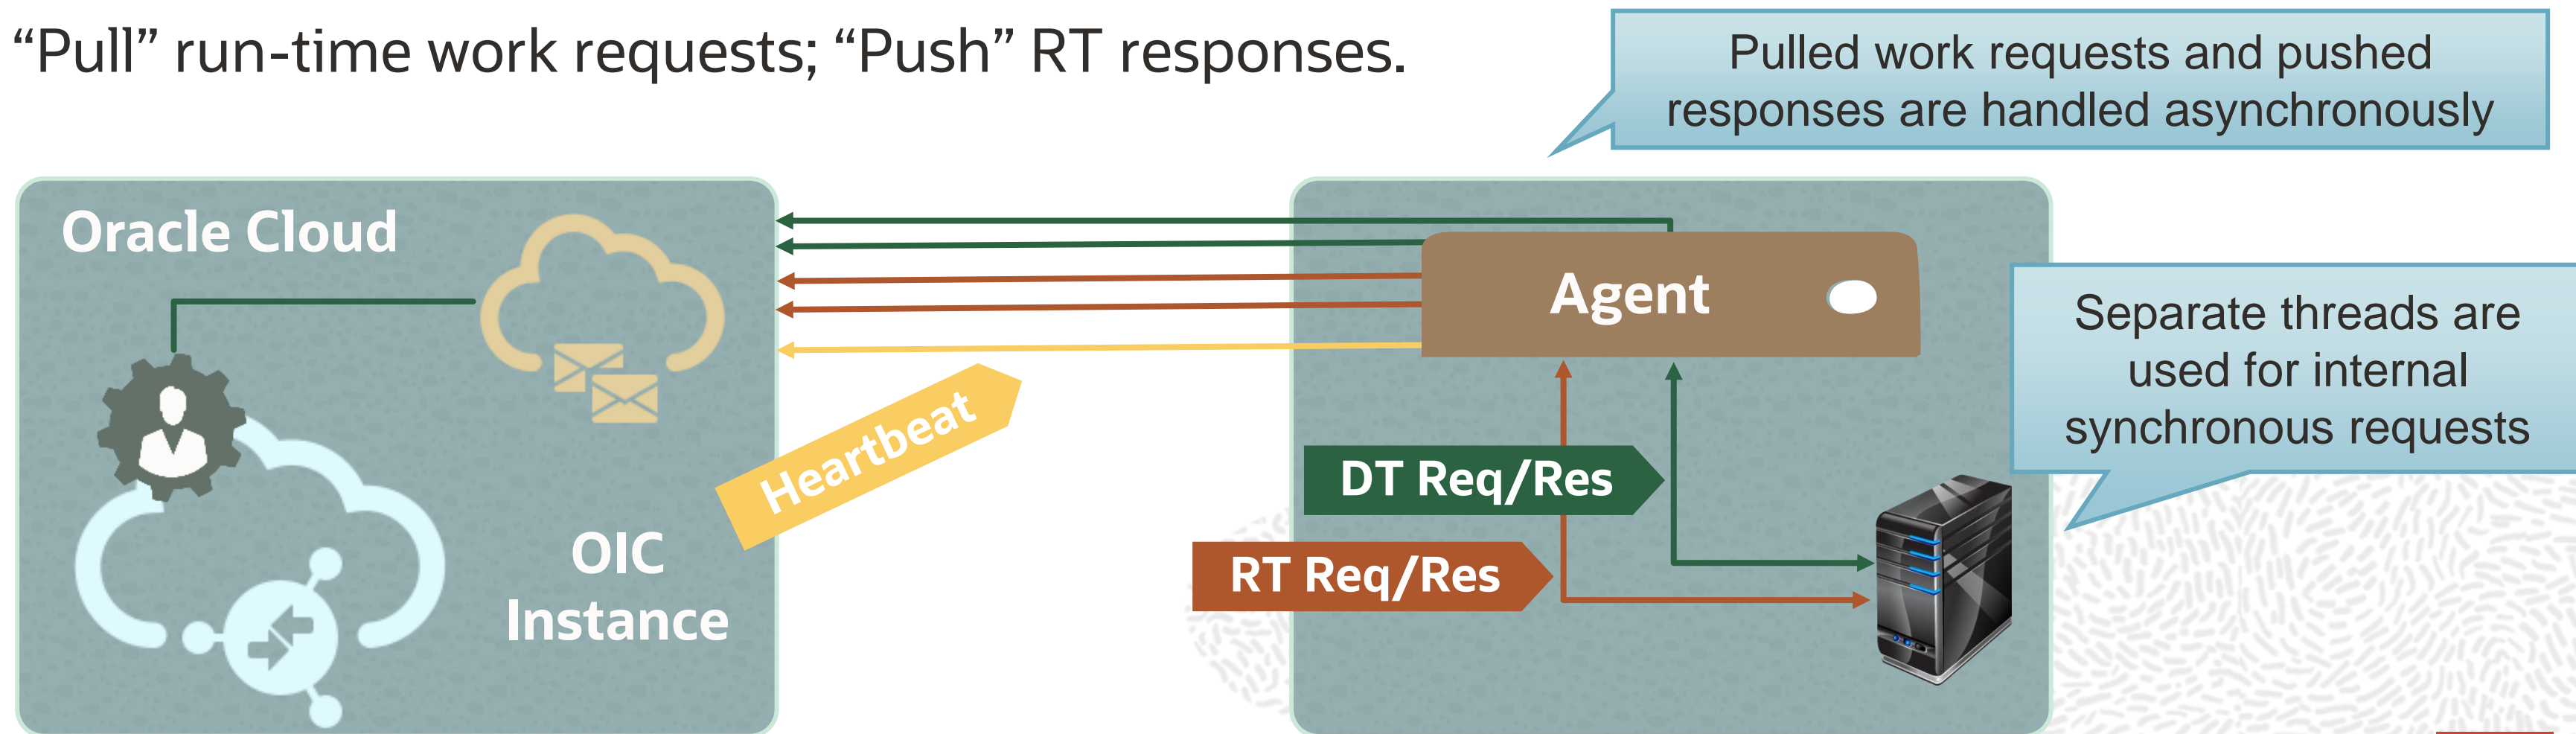 “Pull” run-time work requests; “Push” RT responses.
Pulled work requests and pushed
responses are handled asynchronously
Oracle Cloud
Agent
Separate threads are
used for internal
synchronous requests
Heartbeat
DT Req/Res
OIC
Instance
RT Req/Res